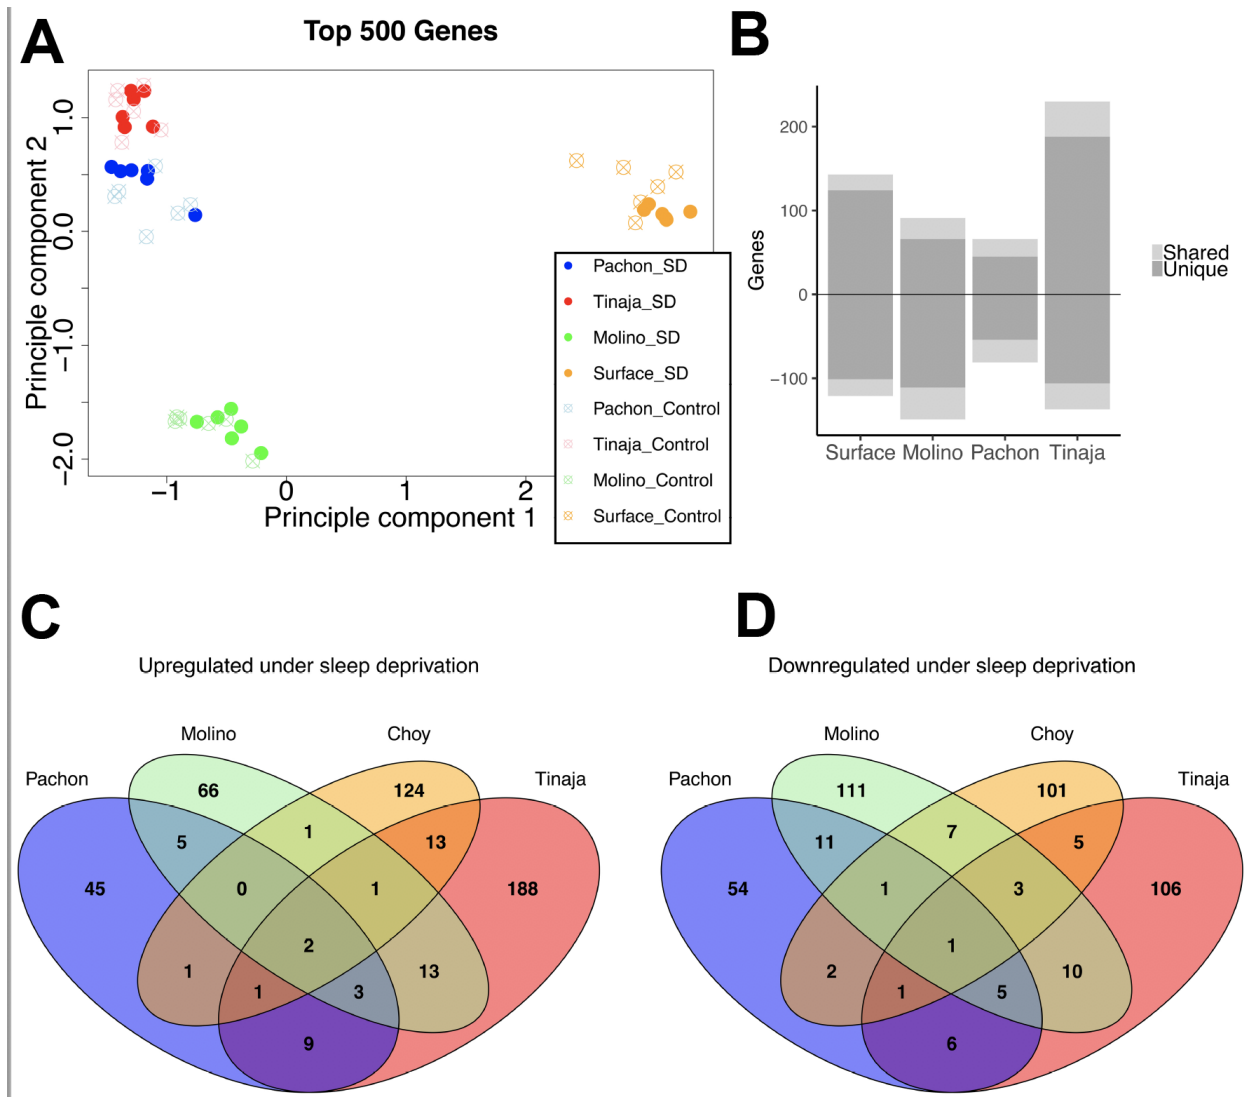 A
Top 500 Genes
Principle component 2
1.0
0.0
−1.0
−2.0
−1
0
1
2
Principle component 1
Pachon_SD
Tinaja_SD
Molino_SD
Surface_SD
Pachon_Control
Tinaja_Control
Molino_Control
Surface_Control
B
Genes
200
100
0
−100
Surface Molino Pachon Tinaja
Shared
Unique
C
Upregulated under sleep deprivation
Molino
Choy
Pachon
Tinaja
66
124
1
5
13
45
0
1
188
2
1
13
1
3
9
D
Downregulated under sleep deprivation
Molino
Choy
Pachon
Tinaja
111
101
7
11
5
54
1
3
106
1
2
10
1
5
6